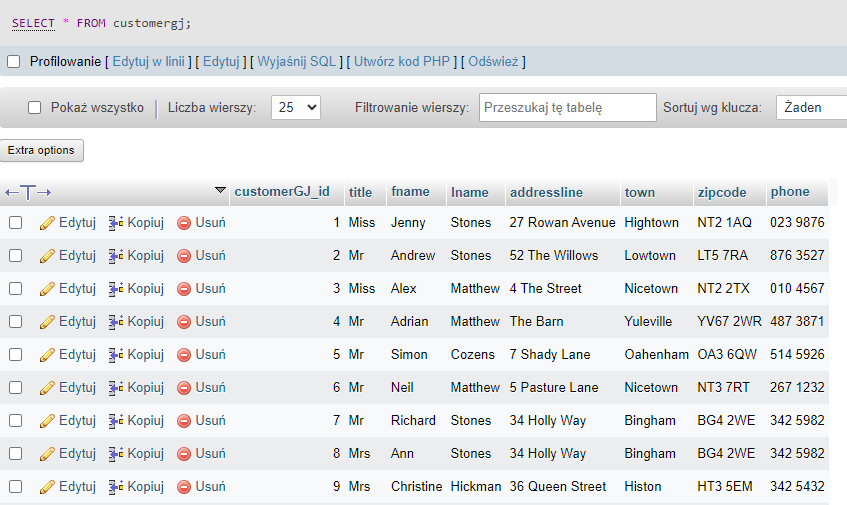 SELECT * FROM customergj;
Profilowanie [ Edytuj w linii ] [ Edytuj ] [ Wyjaśnij SQL ] [ Utwórz kod PHP ] [ Odśwież ]
Pokaż wszystko | Liczba wierszy: 25 Filtrowanie wierszy: Przeszukaj tę tabelę Sortuj wg klucza: Żaden
Extra options
←T→ customerGJ_id title fname lname addressline town zipcode phone
Edytuj Kopiuj Usuń 1 Miss Jenny Stones 27 Rowan Avenue Hightown NT2 1AQ 023 9876
Edytuj Kopiuj Usuń 2 Mr Andrew Stones 52 The Willows Lowtown LT5 7RA 876 3527
Edytuj Kopiuj Usuń 3 Miss Alex Matthew 4 The Street Nicetown NT2 2TX 010 4567
Edytuj Kopiuj Usuń 4 Mr Adrian Matthew The Barn Yuleville YV67 2WR 487 3871
Edytuj Kopiuj Usuń 5 Mr Simon Cozens 7 Shady Lane Oahenham OA3 6QW 514 5926
Edytuj Kopiuj Usuń 6 Mr Neil Matthew 5 Pasture Lane Nicetown NT3 7RT 267 1232
Edytuj Kopiuj Usuń 7 Mr Richard Stones 34 Holly Way Bingham BG4 2WE 342 5982
Edytuj Kopiuj Usuń 8 Mrs Ann Stones 34 Holly Way Bingham BG4 2WE 342 5982
Edytuj Kopiuj Usuń 9 Mrs Christine Hickman 36 Queen Street Histon HT3 5EM 342 5432